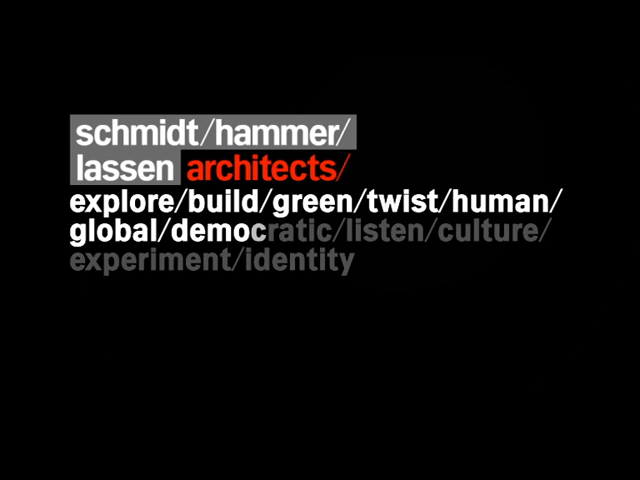 schmidt/hammer/
lassen architects/
explore/build/green/twist/human/
global/democratic/listen/culture/
experiment/identity